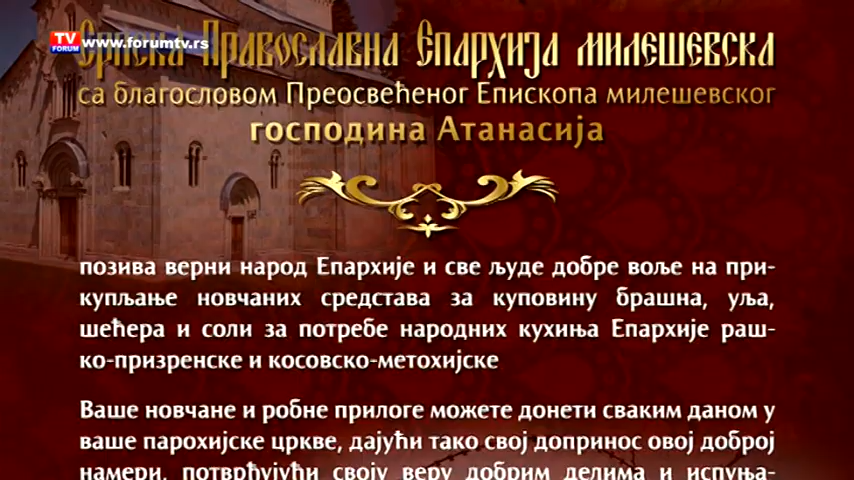 TV FORUM www.forumtv.rs
Српска Православна Епархија милешевска
са благословом Преосвећеног Епископа милешевског
господина Атанасија
позива верни народ Епархије и све људе добре воље на при-
купљање новчаних средстава за куповину брашна, уља,
шећера и соли за потребе народних кухиња Епархије раш-
ко-призренске и косовско-метохијске
Ваше новчане и робне прилоге можете донети сваким даном у
ваше парохијске цркве, дајући тако свој допринос овој доброј
намери, потврђујући своју веру добрим делима и испуња-